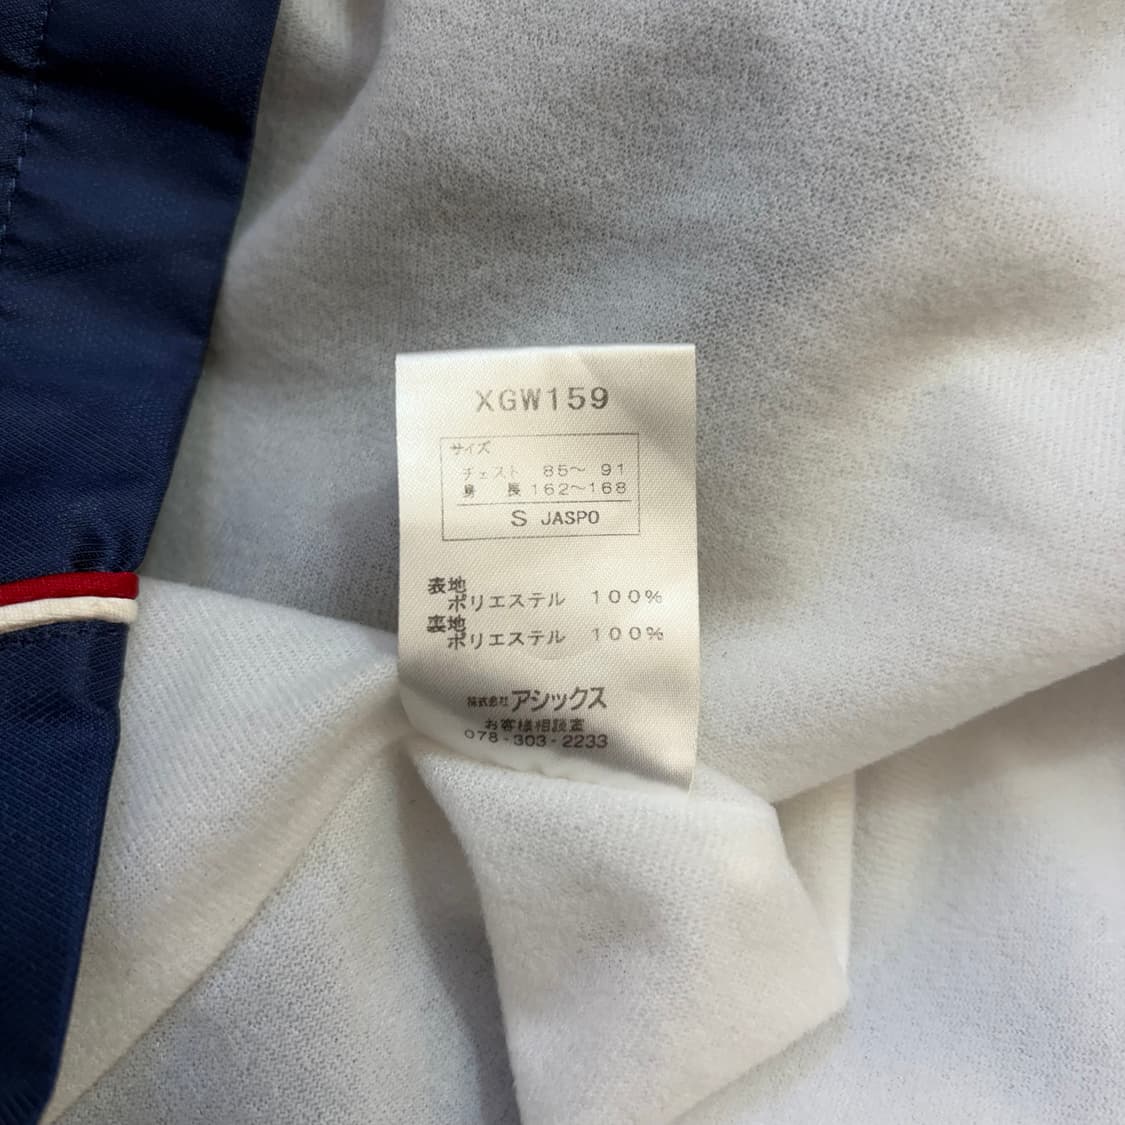 XGW159
サイズ
チェスト 85〜 91
身 長 162〜168
S JASPO
表地
ポリエステル 100%
裏地
ポリエステル 100%
株式会社アシックス
お客様相談室
078-303-2233